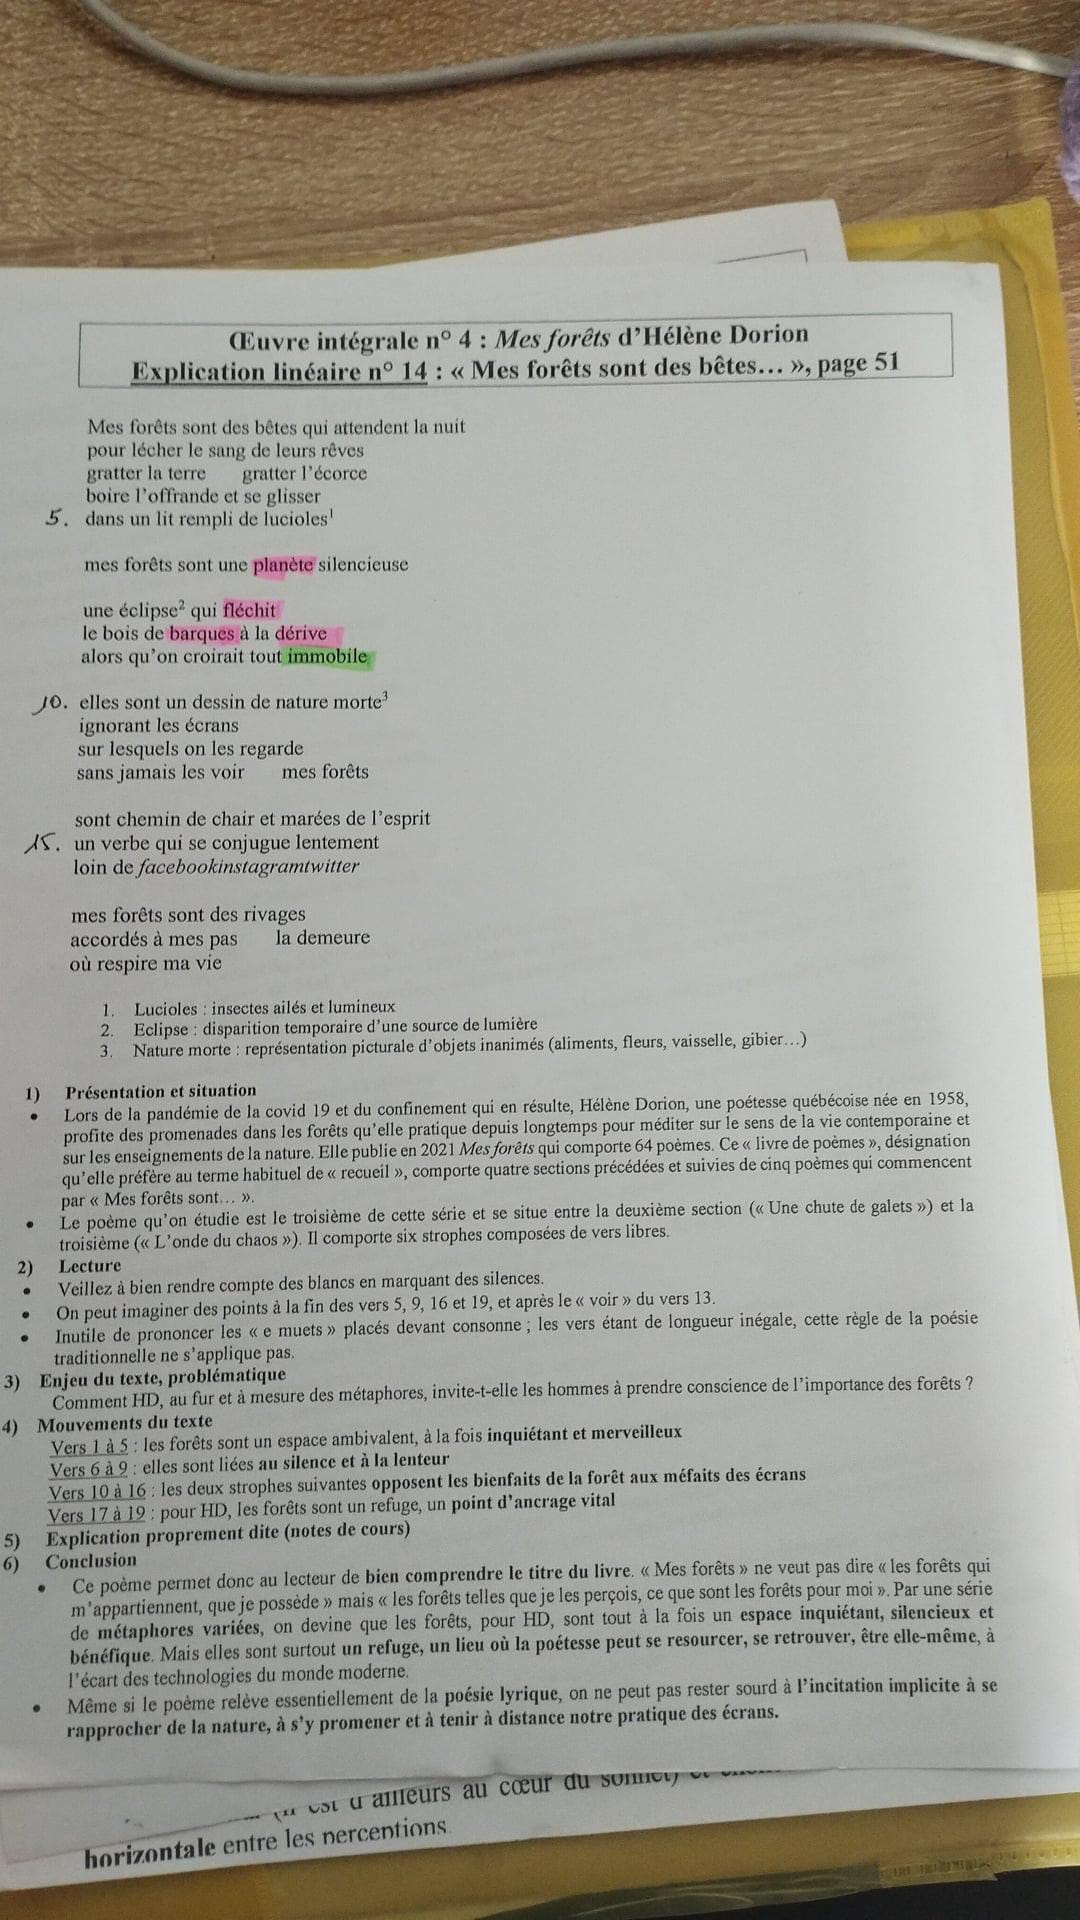 Œuvre intégrale n° 4 : Mes forêts d'Hélène Dorion
Explication linéaire n° 14 : « Mes forêts sont des bêtes… », page 51
Mes forêts sont des bêtes qui attendent la nuit
pour lécher le sang de leurs rêves
gratter la terre gratter l'écorce
boire l'offrande et se glisser
5. dans un lit rempli de lucioles¹
mes forêts sont une planète silencieuse
une éclipse² qui fléchit
le bois de barques à la dérive
alors qu'on croirait tout immobile
10. elles sont un dessin de nature morte³
ignorant les écrans
sur lesquels on les regarde
sans jamais les voir mes forêts
sont chemin de chair et marées de l'esprit
15. un verbe qui se conjugue lentement
loin de facebookinstagramtwitter
mes forêts sont des rivages
accordés à mes pas la demeure
où respire ma vie
1. Lucioles : insectes ailés et lumineux
2. Eclipse : disparition temporaire d'une source de lumière
3. Nature morte : représentation picturale d'objets inanimés (aliments, fleurs, vaisselle, gibier…)
1) Présentation et situation
• Lors de la pandémie de la covid 19 et du confinement qui en résulte, Hélène Dorion, une poétesse québécoise née en 1958,
profite des promenades dans les forêts qu'elle pratique depuis longtemps pour méditer sur le sens de la vie contemporaine et
sur les enseignements de la nature. Elle publie en 2021 Mes forêts qui comporte 64 poèmes. Ce « livre de poèmes », désignation
qu'elle préfère au terme habituel de « recueil », comporte quatre sections précédées et suivies de cinq poèmes qui commencent
par « Mes forêts sont… ».
• Le poème qu'on étudie est le troisième de cette série et se situe entre la deuxième section (« Une chute de galets ») et la
troisième (« L'onde du chaos »). Il comporte six strophes composées de vers libres.
2) Lecture
• Veillez à bien rendre compte des blancs en marquant des silences.
• On peut imaginer des points à la fin des vers 5, 9, 16 et 19, et après le « voir » du vers 13.
• Inutile de prononcer les « e muets » placés devant consonne ; les vers étant de longueur inégale, cette règle de la poésie
traditionnelle ne s'applique pas.
3) Enjeu du texte, problématique
Comment HD, au fur et à mesure des métaphores, invite-t-elle les hommes à prendre conscience de l'importance des forêts ?
4) Mouvements du texte
Vers 1 à 5 : les forêts sont un espace ambivalent, à la fois inquiétant et merveilleux
Vers 6 à 9 : elles sont liées au silence et à la lenteur
Vers 10 à 16 : les deux strophes suivantes opposent les bienfaits de la forêt aux méfaits des écrans
Vers 17 à 19 : pour HD, les forêts sont un refuge, un point d'ancrage vital
5) Explication proprement dite (notes de cours)
6) Conclusion
• Ce poème permet donc au lecteur de bien comprendre le titre du livre. « Mes forêts » ne veut pas dire « les forêts qui
m'appartiennent, que je possède » mais « les forêts telles que je les perçois, ce que sont les forêts pour moi ». Par une série
de métaphores variées, on devine que les forêts, pour HD, sont tout à la fois un espace inquiétant, silencieux et
bénéfique. Mais elles sont surtout un refuge, un lieu où la poétesse peut se resourcer, se retrouver, être elle-même, à
l'écart des technologies du monde moderne.
• Même si le poème relève essentiellement de la poésie lyrique, on ne peut pas rester sourd à l'incitation implicite à se
rapprocher de la nature, à s'y promener et à tenir à distance notre pratique des écrans.
d'ailleurs au cœur du sonnet)
horizontale entre les perceptions